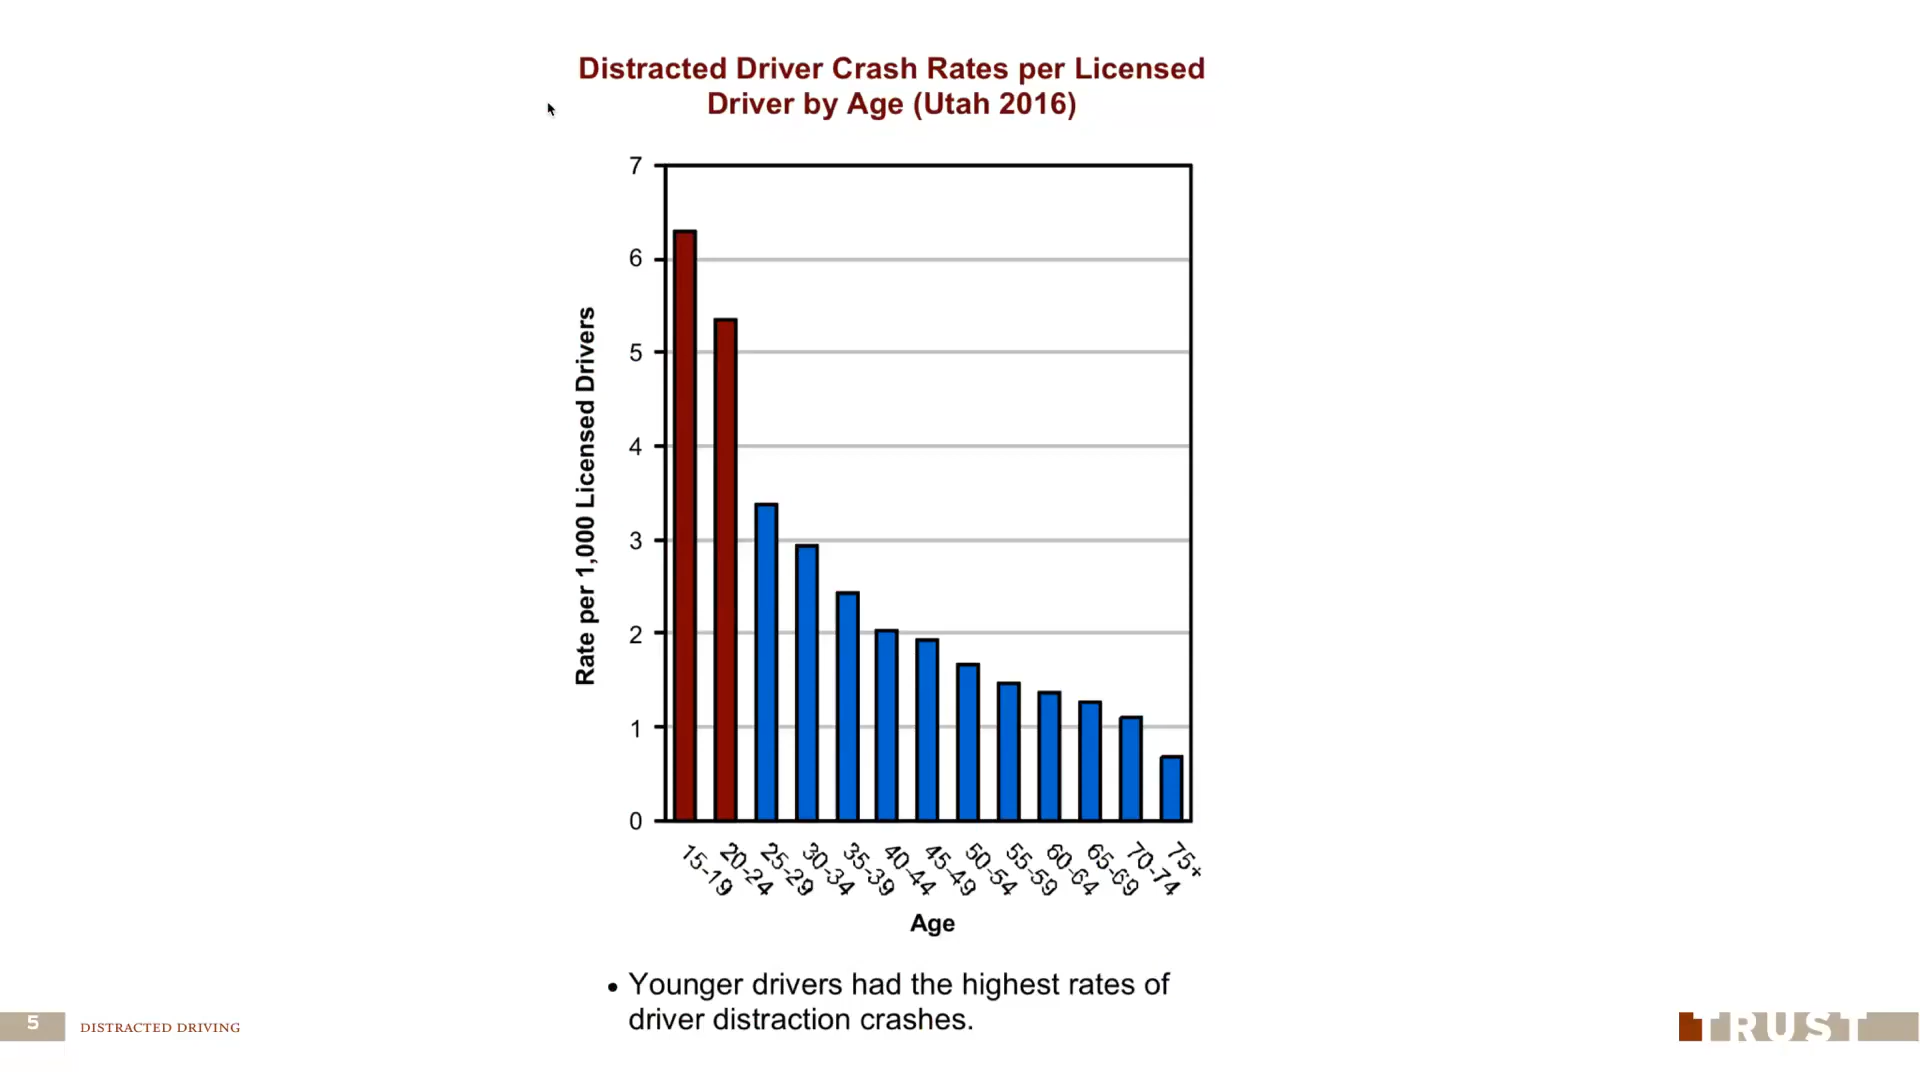 Distracted Driver Crash Rates per Licensed
Driver by Age (Utah 2016)
7
6
5
4
3
2
1
0
Rate per 1,000 Licensed Drivers
15-19
20-24
25-29
30-34
35-39
40-44
45-49
50-54
55-59
60-64
65-69
70-74
75+
Age
• Younger drivers had the highest rates of
driver distraction crashes.
5
DISTRACTED DRIVING
TRUST